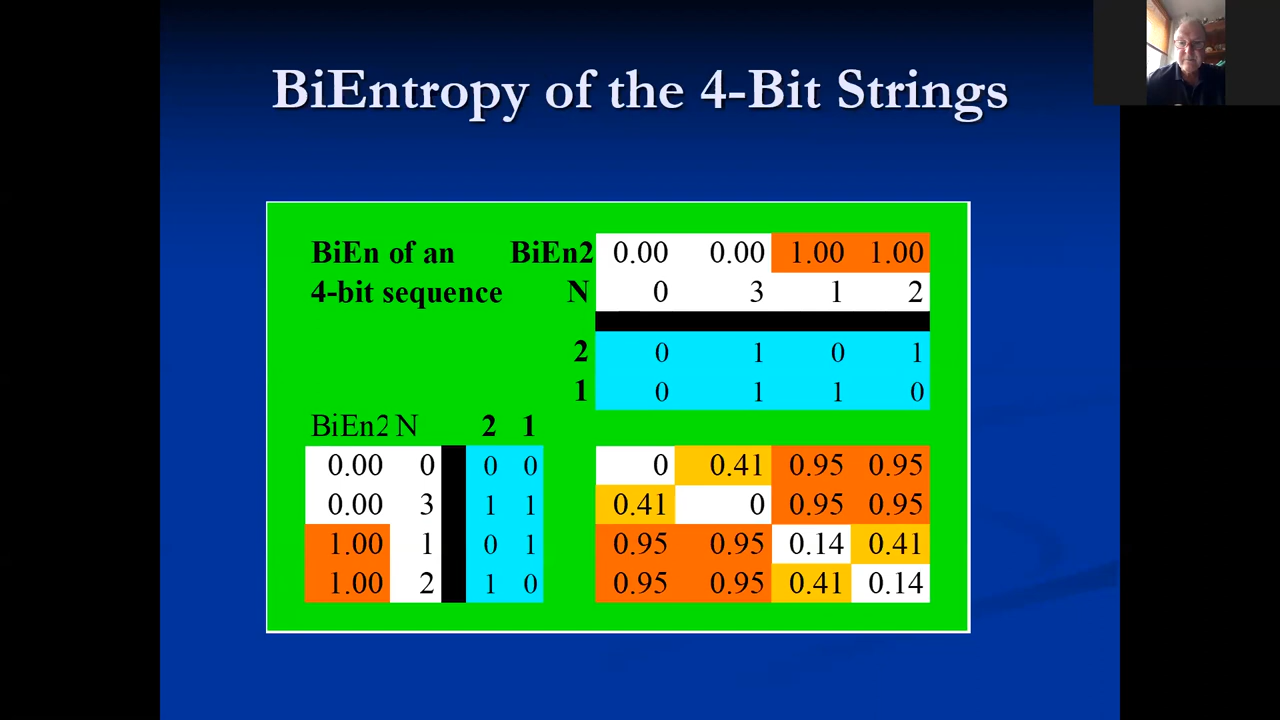 BiEntropy of the 4-Bit Strings
BiEn of an BiEn2 0.00 0.00 1.00 1.00
4-bit sequence N 0 3 1 2
2 0 1 0 1
1 0 1 1 0
BiEn2 N 2 1
0.00 0 0 0 0 0.41 0.95 0.95
0.00 3 1 1 0.41 0 0.95 0.95
1.00 1 0 1 0.95 0.95 0.14 0.41
1.00 2 1 0 0.95 0.95 0.41 0.14